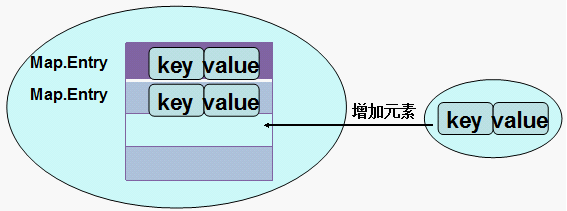 Map.Entry key value
Map.Entry key value
增加元素
key value